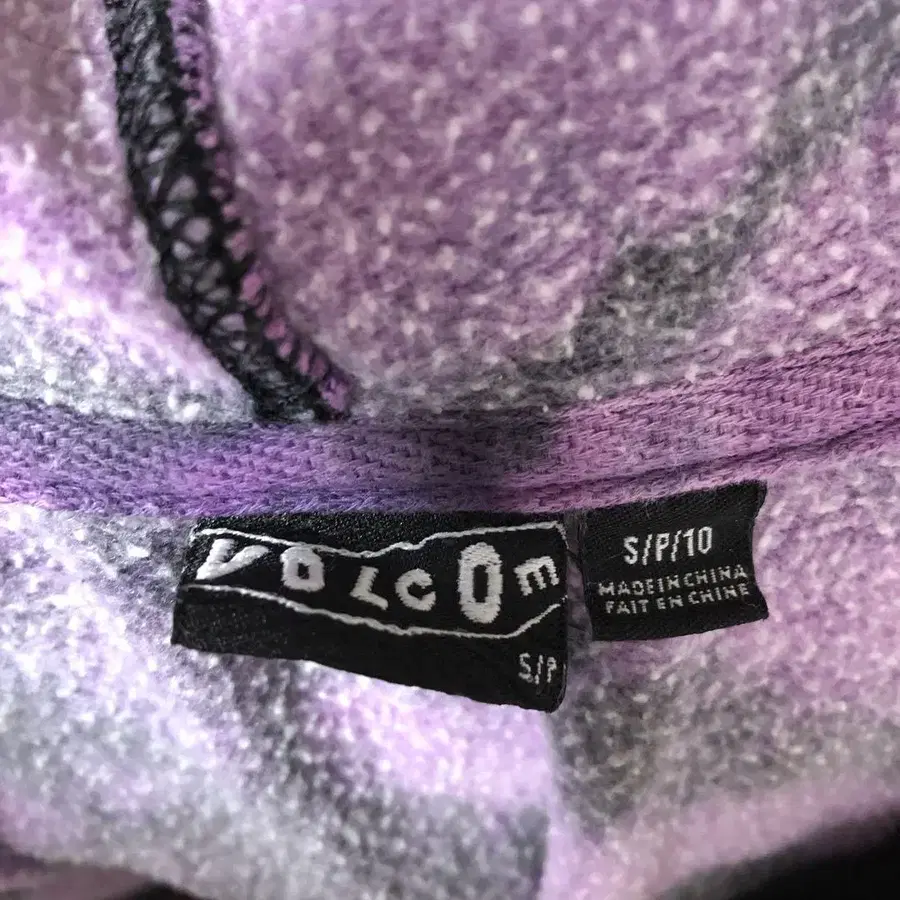 VOLCOM
S/P
S/P/10
MADE IN CHINA
FAIT EN CHINE